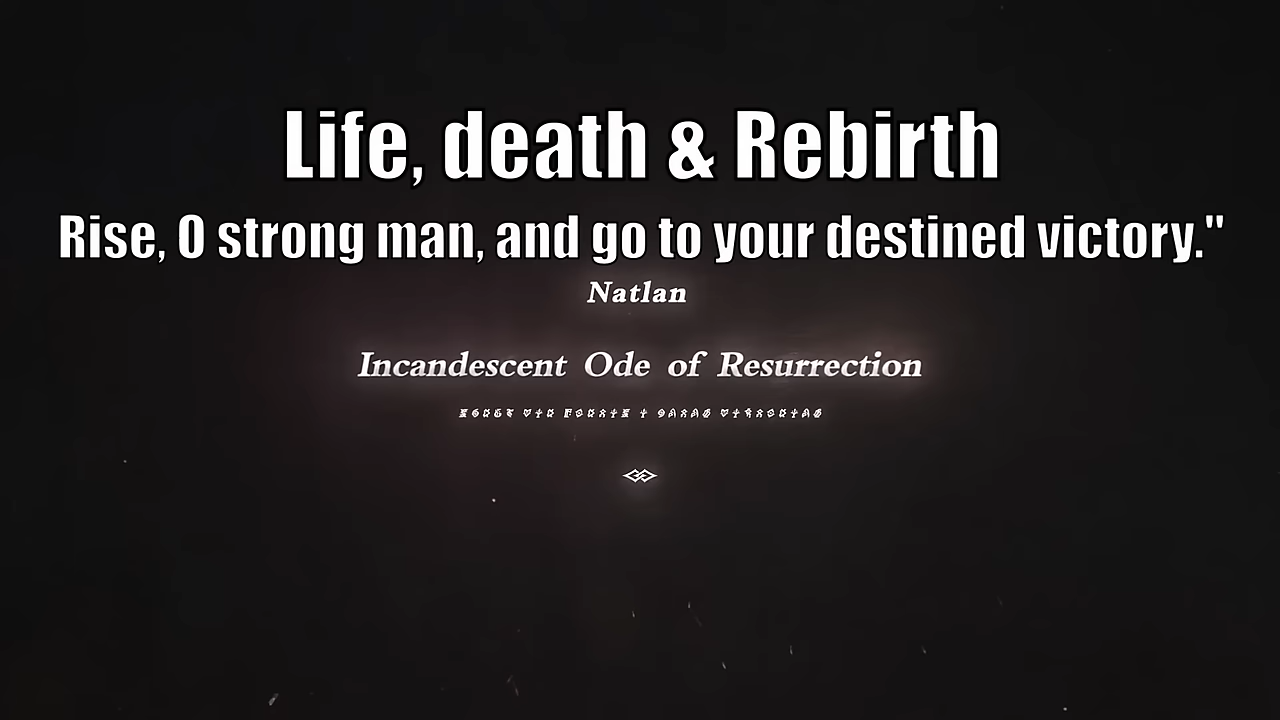 Life, death & Rebirth
Rise, O strong man, and go to your destined victory."
Natlan
Incandescent Ode of Resurrection